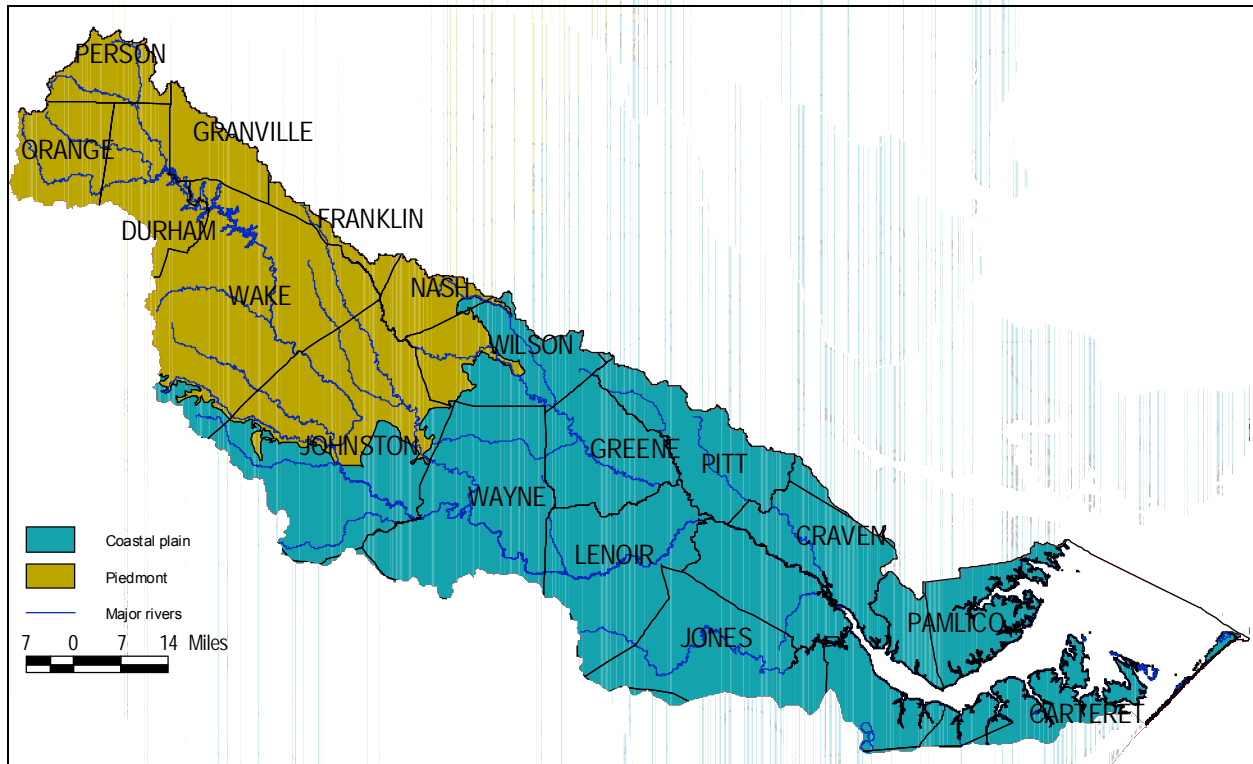 PERSON
GRANVILLE
ORANGE
FRANKLIN
DURHAM
NASH
WAKE
WILSON
JOHNSTON
GREENE
PITT
WAYNE
CRAVEN
LENOIR
PAMLICO
JONES
CARTERET
Coastal plain
Piedmont
Major rivers
7 0 7 14 Miles